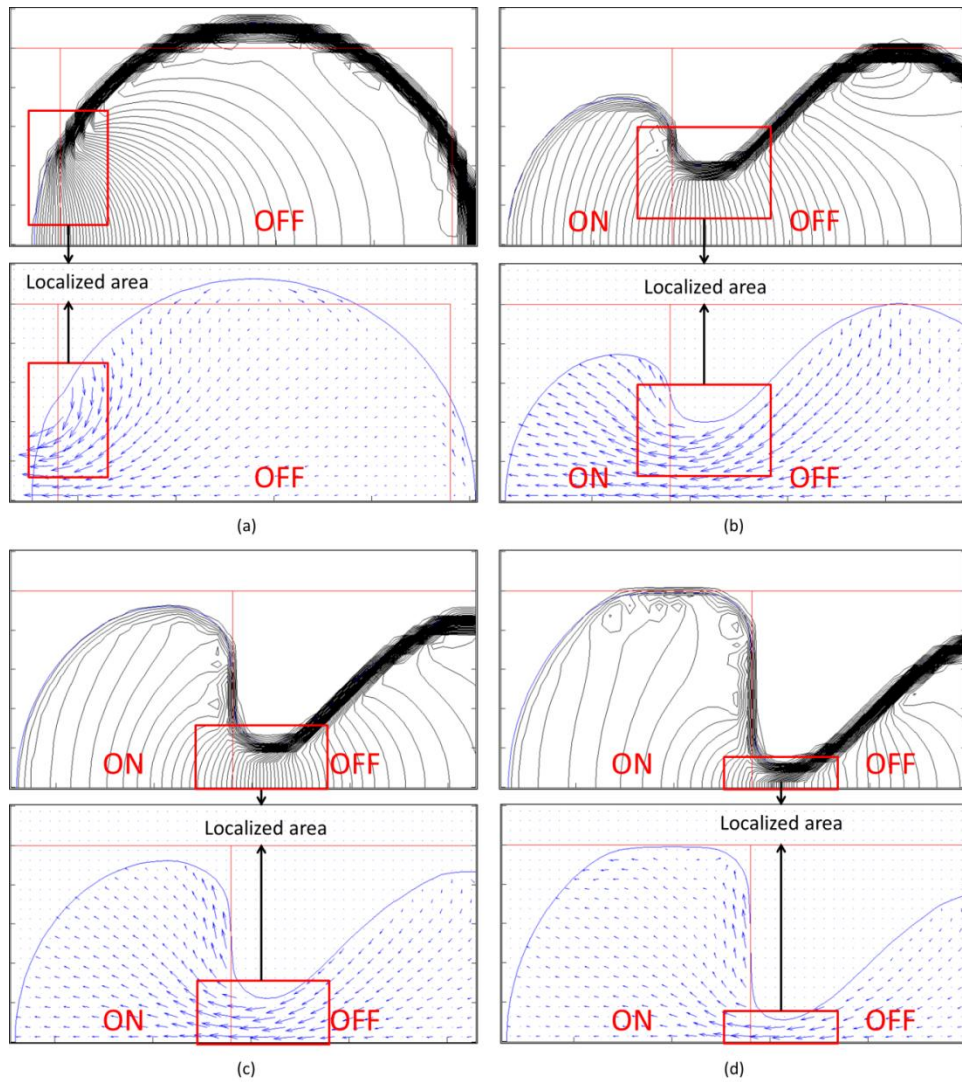 OFF
Localized area
OFF
(a)
ON OFF
Localized area
ON OFF
(b)
ON OFF
Localized area
ON OFF
(c)
ON OFF
Localized area
ON OFF
(d)